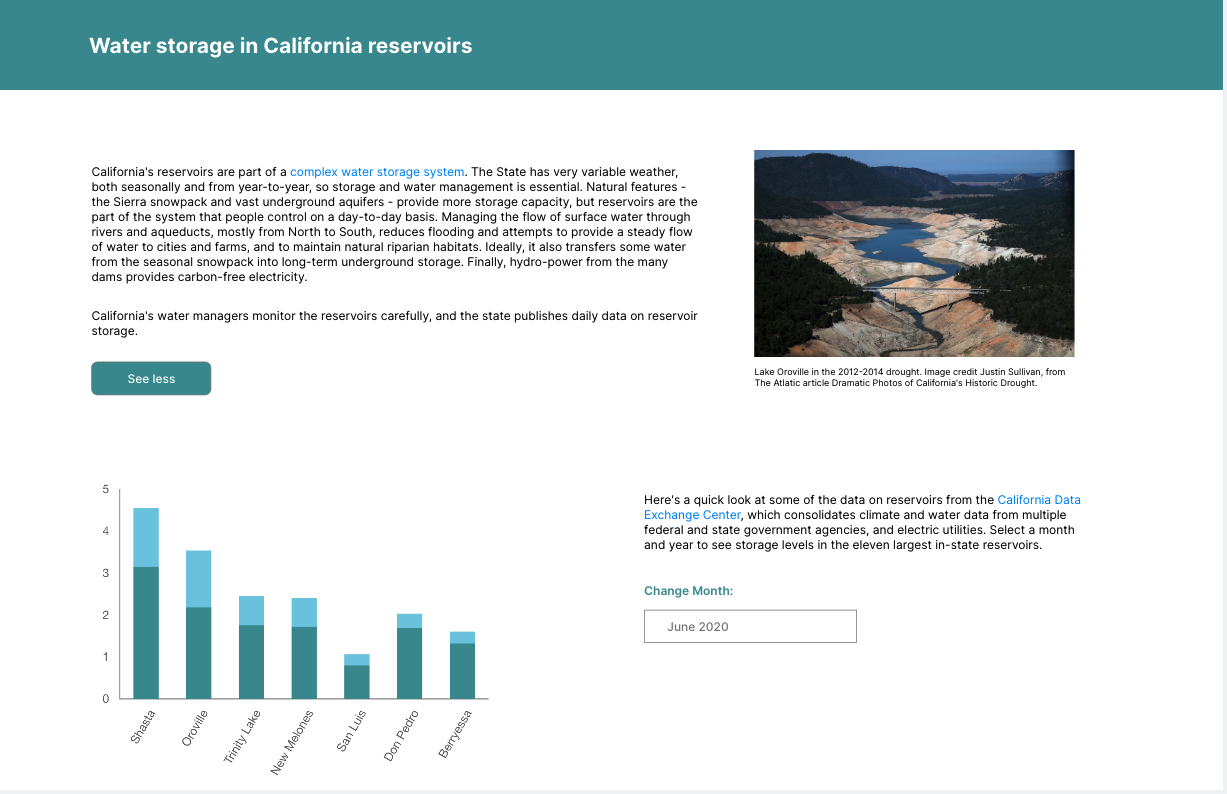 Water storage in California reservoirs
California's reservoirs are part of a complex water storage system. The State has very variable weather,
both seasonally and from year-to-year, so storage and water management is essential. Natural features -
the Sierra snowpack and vast underground aquifers - provide more storage capacity, but reservoirs are the
part of the system that people control on a day-to-day basis. Managing the flow of surface water through
rivers and aqueducts, mostly from North to South, reduces flooding and attempts to provide a steady flow
of water to cities and farms, and to maintain natural riparian habitats. Ideally, it also transfers some water
from the seasonal snowpack into long-term underground storage. Finally, hydro-power from the many
dams provides carbon-free electricity.
California's water managers monitor the reservoirs carefully, and the state publishes daily data on reservoir
storage.
See less
Lake Oroville in the 2012-2014 drought. Image credit Justin Sullivan, from
The Atlatic article Dramatic Photos of California's Historic Drought.
5
4
3
2
1
0
Shasta
Oroville
Trinity Lake
New Melones
San Luis
Don Pedro
Berryessa
Here's a quick look at some of the data on reservoirs from the California Data
Exchange Center, which consolidates climate and water data from multiple
federal and state government agencies, and electric utilities. Select a month
and year to see storage levels in the eleven largest in-state reservoirs.
Change Month:
June 2020